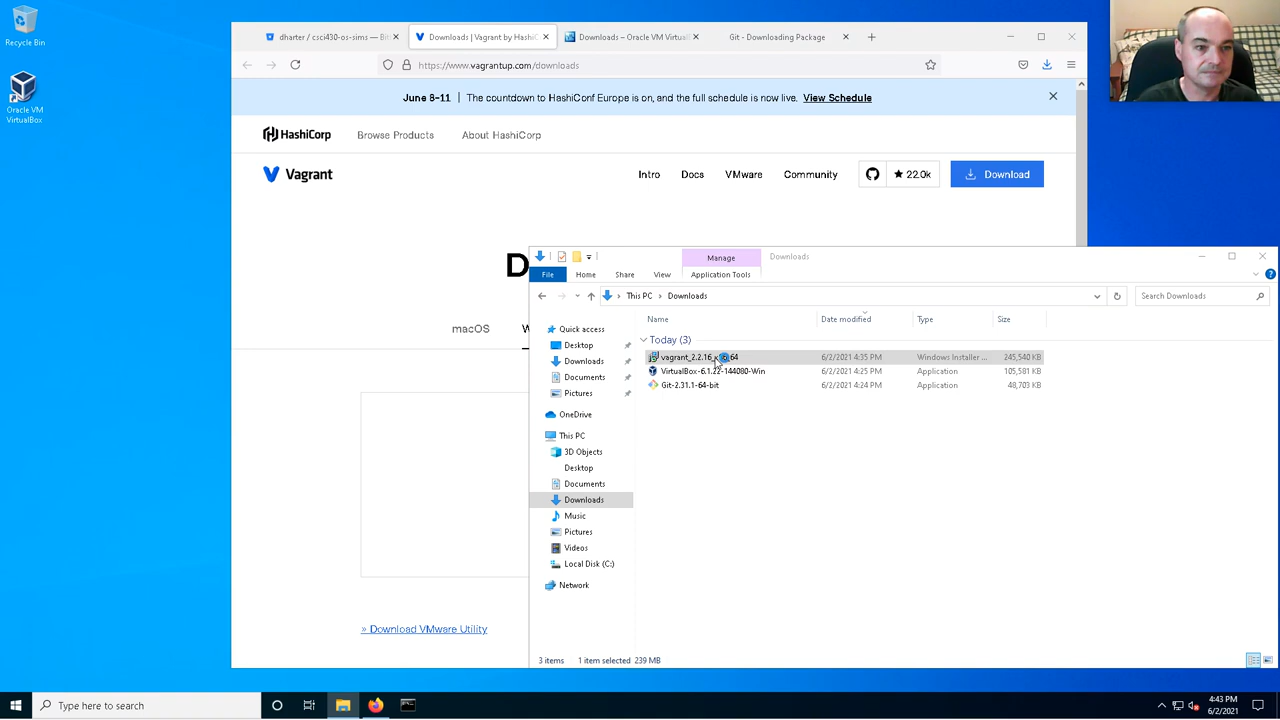 Recycle Bin
Oracle VM
VirtualBox
dharter / csci430-os-sims — Bit
Downloads | Vagrant by HashiC
Downloads – Oracle VM Virtual
Git - Downloading Package
https://www.vagrantup.com/downloads
June 8-11 | The countdown to HashiConf Europe is on, and the full schedule is now live. View Schedule
HashiCorp
Browse Products
About HashiCorp
Vagrant
Intro
Docs
VMware
Community
22.0k
Download
D
macOS
W
» Download VMware Utility
Manage
Downloads
File
Home
Share
View
Application Tools
This PC > Downloads
Search Downloads
Name
Date modified
Type
Size
Quick access
Desktop
Downloads
Documents
Pictures
OneDrive
This PC
3D Objects
Desktop
Documents
Downloads
Music
Pictures
Videos
Local Disk (C:)
Network
Today (3)
vagrant_2.2.16_x 64 6/2/2021 4:35 PM Windows Installer ... 245,540 KB
VirtualBox-6.1.22-144080-Win 6/2/2021 4:25 PM Application 105,581 KB
Git-2.31.1-64-bit 6/2/2021 4:24 PM Application 48,703 KB
3 items
1 item selected 239 MB
Type here to search
4:43 PM
6/2/2021